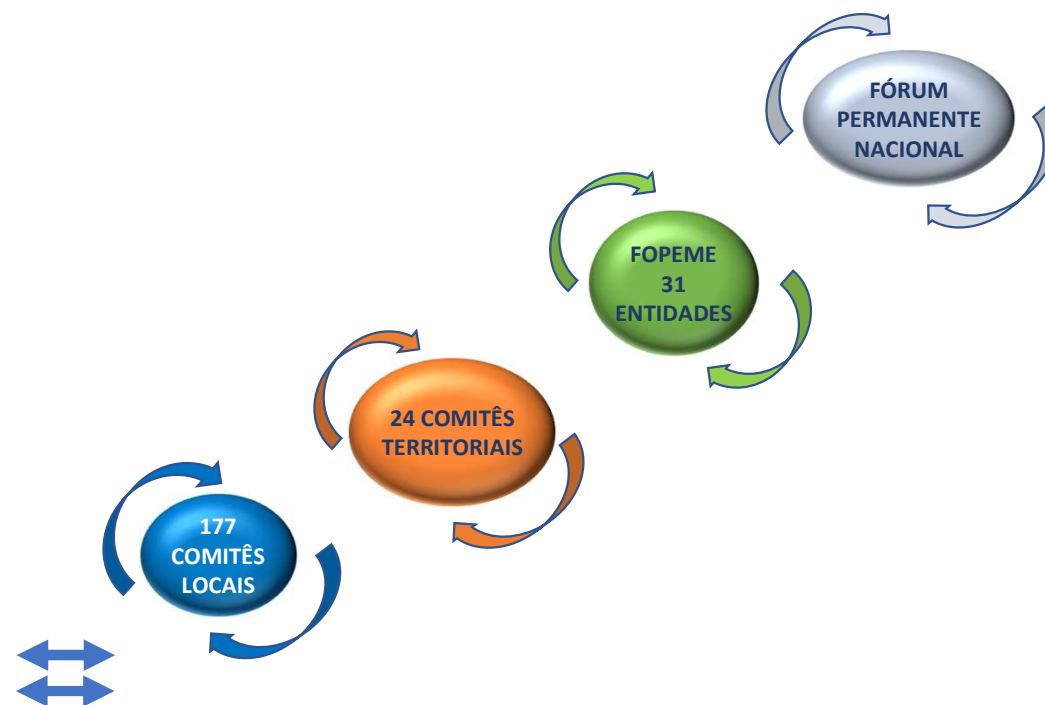 FÓRUM
PERMANENTE
NACIONAL
FOPEME
31
ENTIDADES
24 COMITÊS
TERRITORIAIS
177
COMITÊS
LOCAIS